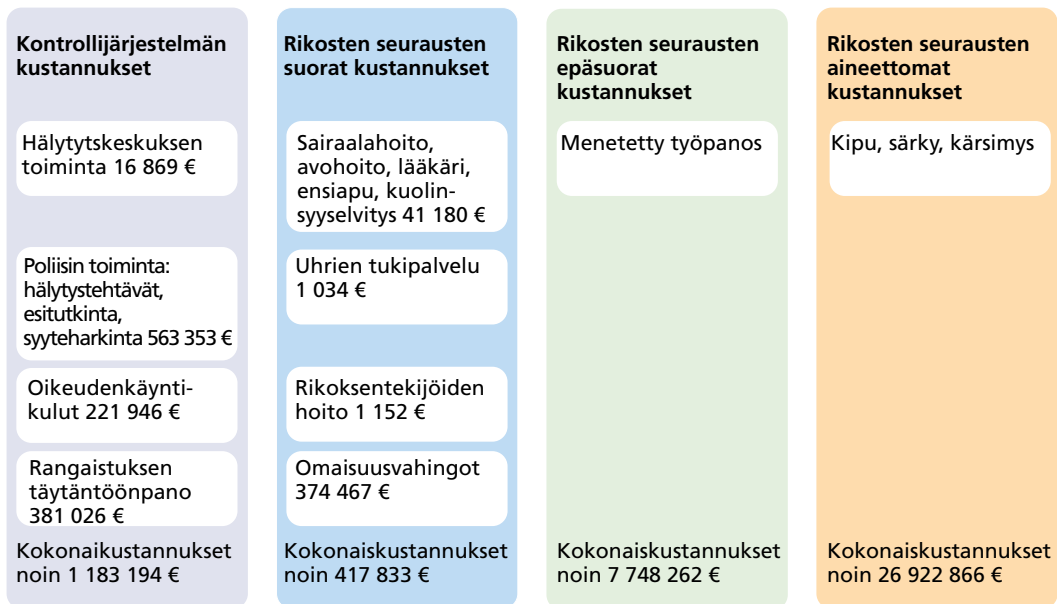 Kontrollijärjestelmän
kustannukset
Hälytytskeskuksen
toiminta 16 869 €
Poliisin toiminta:
hälytystehtävät,
esitutkinta,
syyteharkinta 563 353 €
Oikeudenkäynti-
kulut 221 946 €
Rangaistuksen
täytäntöönpano
381 026 €
Kokonaikustannukset
noin 1 183 194 €
Rikosten seurausten
suorat kustannukset
Sairaalahoito,
avohoito, lääkäri,
ensiapu, kuolin-
syyselvitys 41 180 €
Uhrien tukipalvelu
1 034 €
Rikoksentekijöiden
hoito 1 152 €
Omaisuusvahingot
374 467 €
Kokonaiskustannukset
noin 417 833 €
Rikosten seurausten
epäsuorat
kustannukset
Menetetty työpanos
Kokonaiskustannukset
noin 7 748 262 €
Rikosten seurausten
aineettomat
kustannukset
Kipu, särky, kärsimys
Kokonaiskustannukset
noin 26 922 866 €